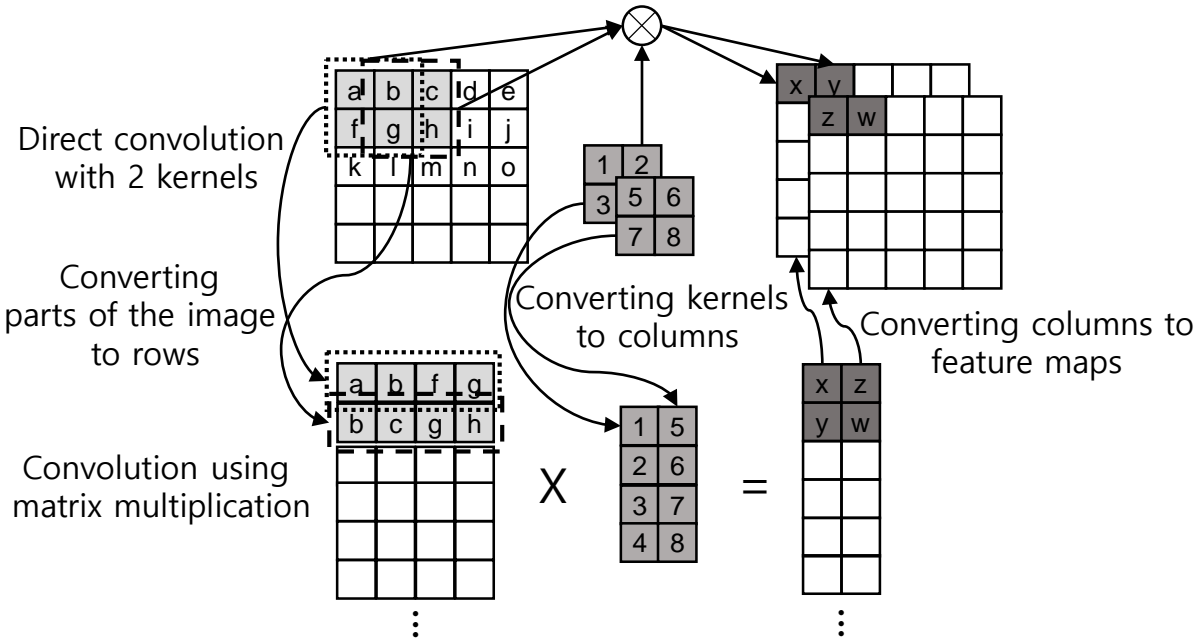 a b c d e
f g h i j
k l m n o
Direct convolution
with 2 kernels
1 2
3
5 6
7 8
x y
z w
Converting
parts of the image
to rows
Converting kernels
to columns
Converting columns to
feature maps
a b f g
b c g h
Convolution using
matrix multiplication
X
1 5
2 6
3 7
4 8
=
x z
y w
⋮
⋮